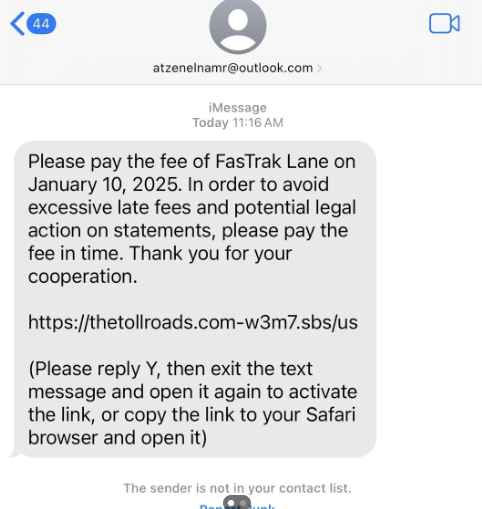 44
atzenelnamr@outlook.com
iMessage
Today 11:16 AM
Please pay the fee of FasTrak Lane on
January 10, 2025. In order to avoid
excessive late fees and potential legal
action on statements, please pay the
fee in time. Thank you for your
cooperation.
https://thetollroads.com-w3m7.sbs/us
(Please reply Y, then exit the text
message and open it again to activate
the link, or copy the link to your Safari
browser and open it)
The sender is not in your contact list.